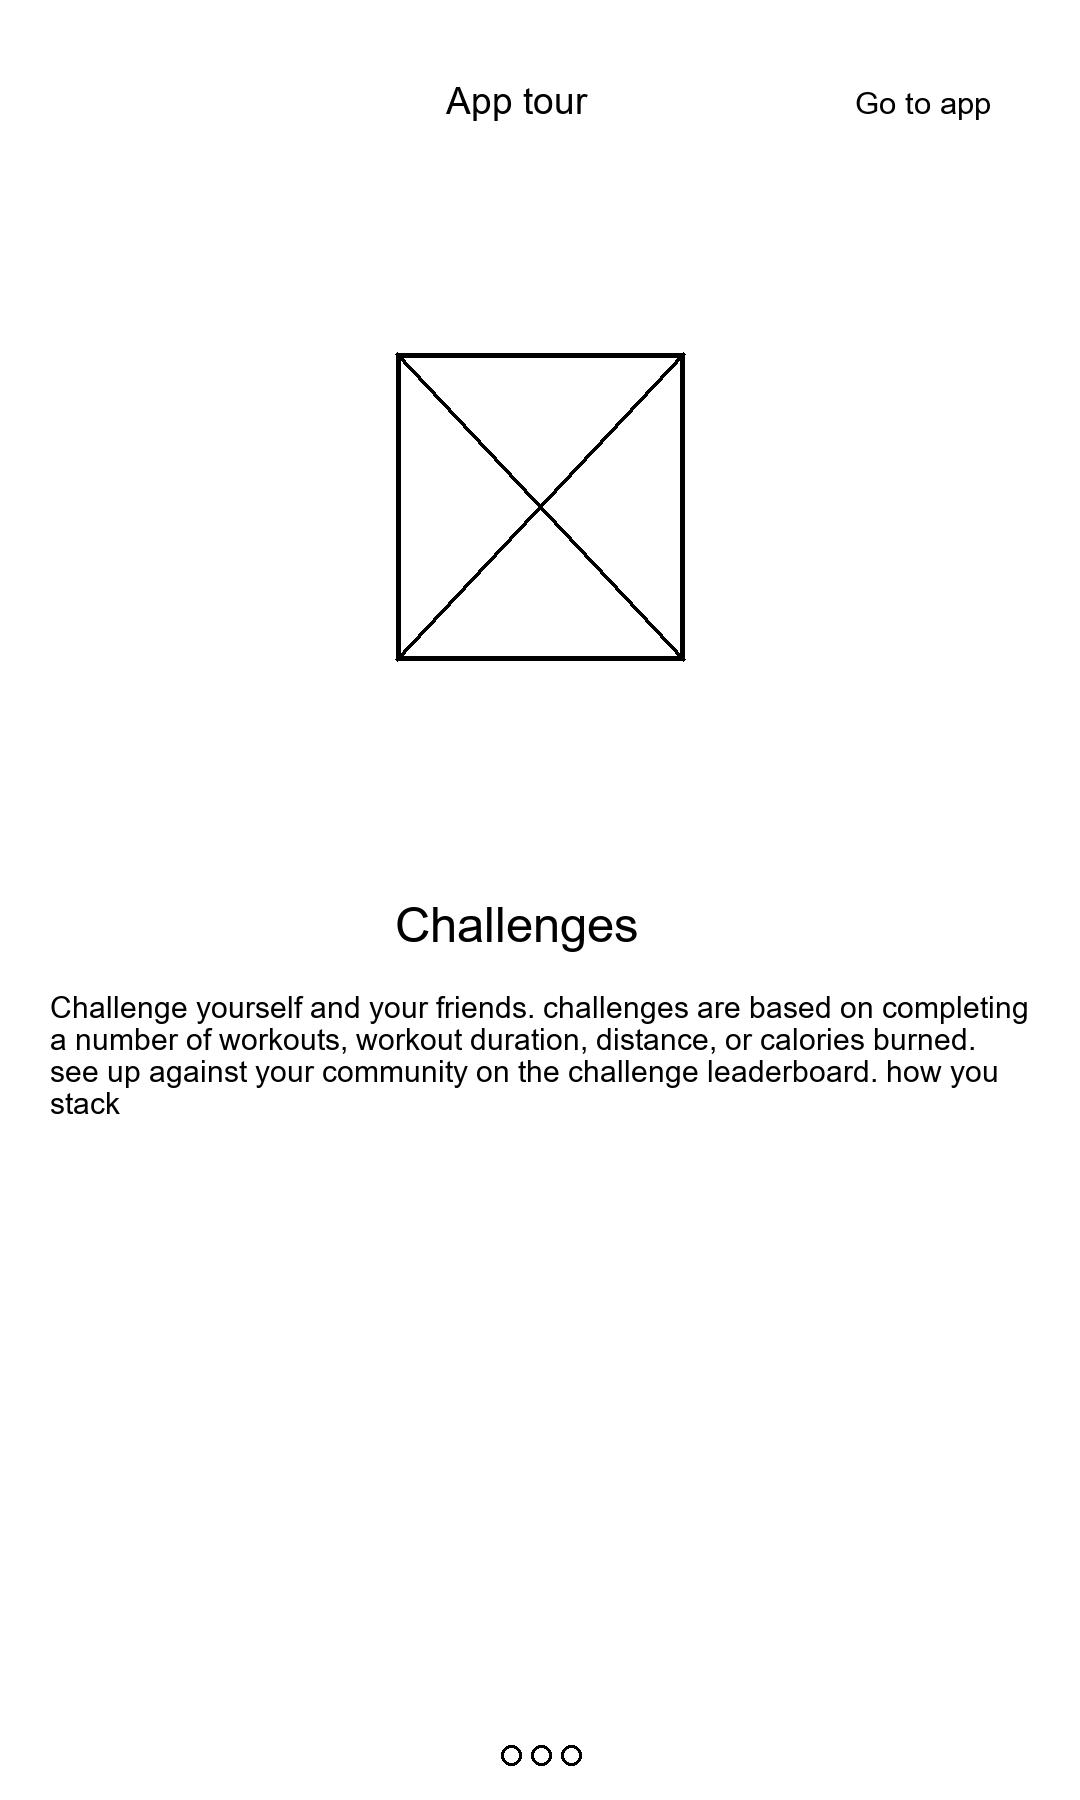 App tour
Go to app
Challenges
Challenge yourself and your friends. challenges are based on completing
a number of workouts, workout duration, distance, or calories burned.
see up against your community on the challenge leaderboard. how you
stack